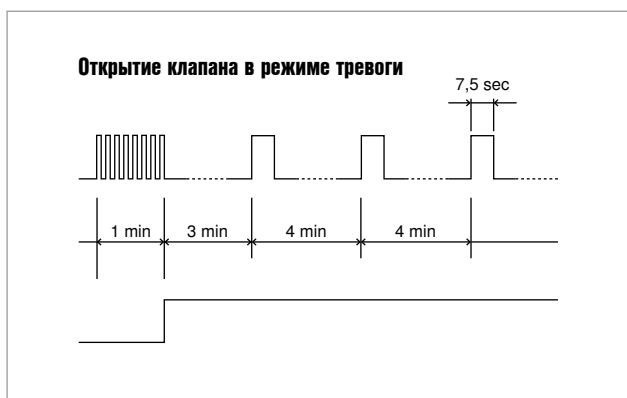 Открытие клапана в режиме тревоги
7,5 sec
1 min 3 min 4 min 4 min